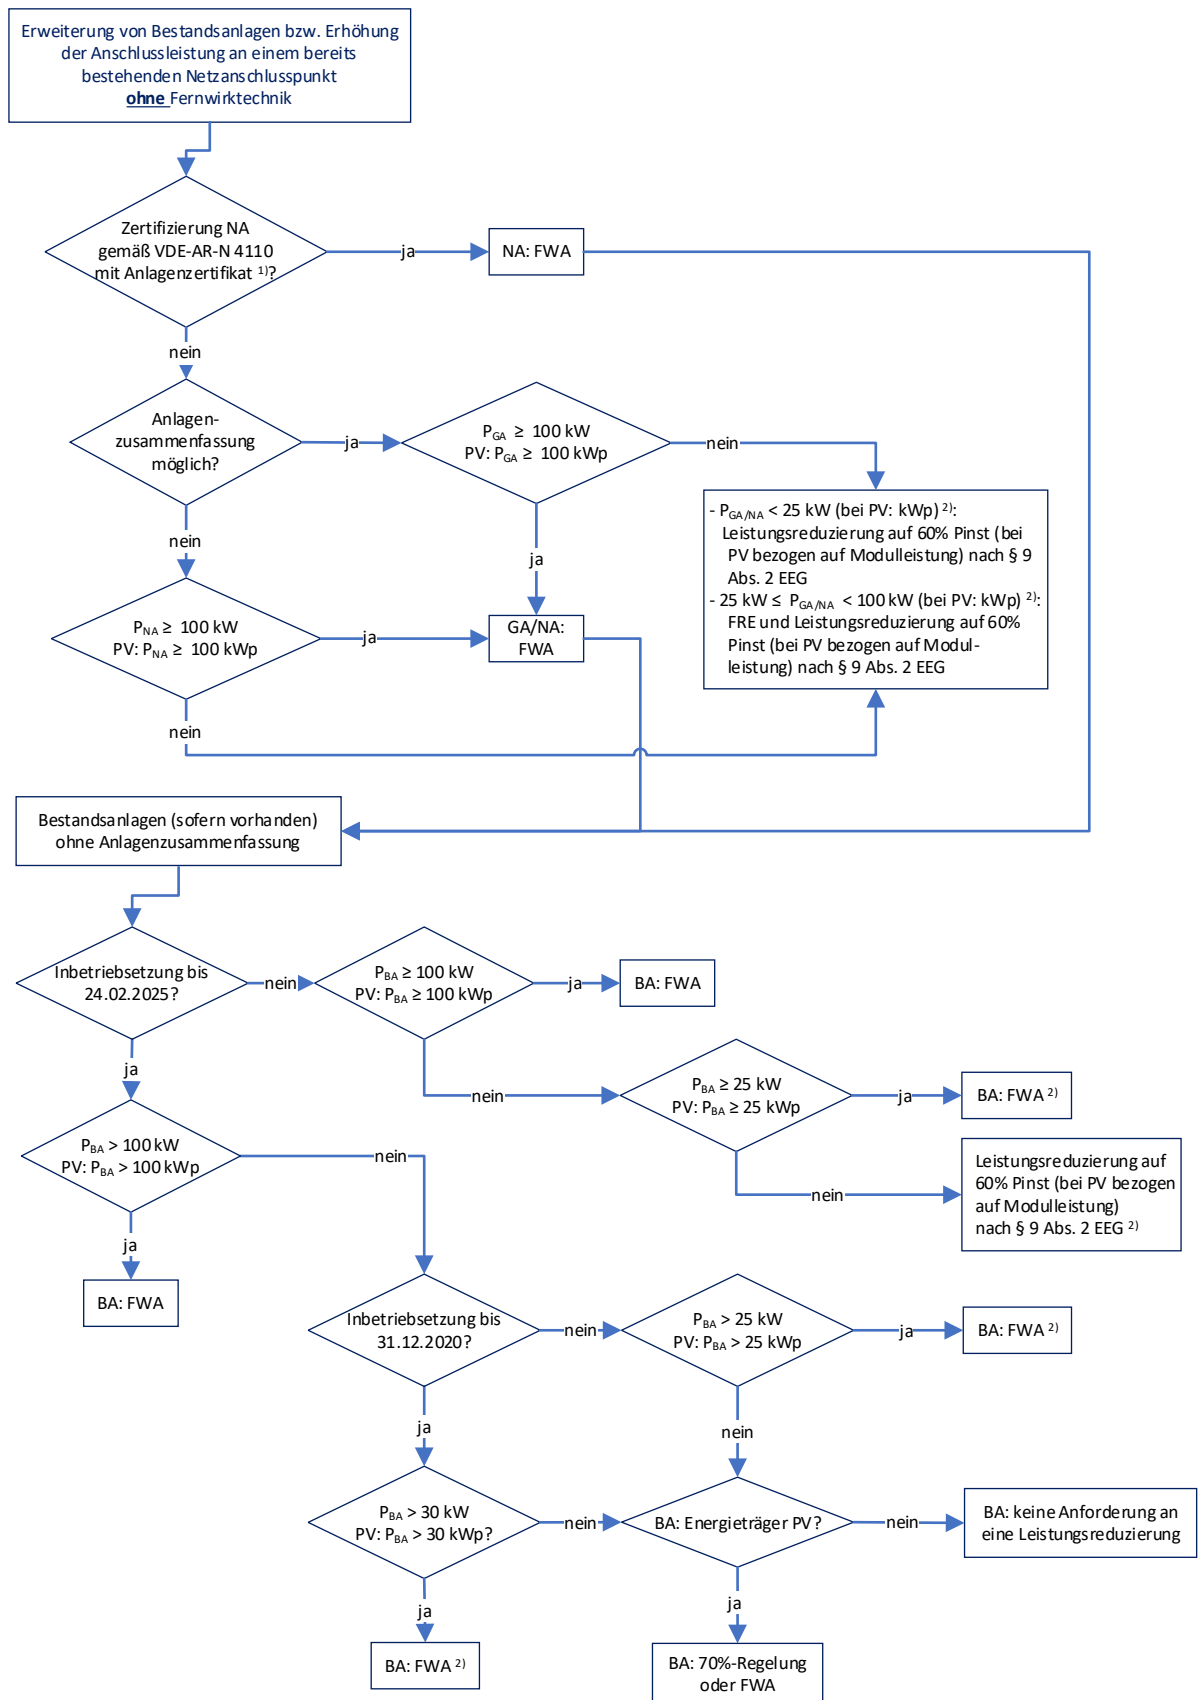 Erweiterung von Bestandsanlagen bzw. Erhöhung
der Anschlussleistung an einem bereits
bestehenden Netzanschlusspunkt
ohne Fernwirktechnik
Zertifizierung NA
gemäß VDE-AR-N 4110
mit Anlagenzertifikat 1)?
ja
NA: FWA
nein
Anlagen-
zusammenfassung
möglich?
ja
PGA ≥ 100 kW
PV: PGA ≥ 100 kWp
nein
- PGA/NA < 25 kW (bei PV: kWp) 2):
Leistungsreduzierung auf 60% Pinst (bei
PV bezogen auf Modulleistung) nach § 9
Abs. 2 EEG
- 25 kW ≤ PGA/NA < 100 kW (bei PV: kWp) 2):
FRE und Leistungsreduzierung auf 60%
Pinst (bei PV bezogen auf Modul-
leistung) nach § 9 Abs. 2 EEG
nein
ja
PNA ≥ 100 kW
PV: PNA ≥ 100 kWp
ja
GA/NA:
FWA
nein
Bestandsanlagen (sofern vorhanden)
ohne Anlagenzusammenfassung
Inbetriebsetzung bis
24.02.2025?
nein
PBA ≥ 100 kW
PV: PBA ≥ 100 kWp
ja
BA: FWA
ja
nein
PBA ≥ 25 kW
PV: PBA ≥ 25 kWp
ja
BA: FWA 2)
PBA > 100 kW
PV: PBA > 100 kWp
nein
nein
Leistungsreduzierung auf
60% Pinst (bei PV bezogen
auf Modulleistung)
nach § 9 Abs. 2 EEG 2)
ja
BA: FWA
Inbetriebsetzung bis
31.12.2020?
nein
PBA > 25 kW
PV: PBA > 25 kWp
ja
BA: FWA 2)
ja
nein
PBA > 30 kW
PV: PBA > 30 kWp?
nein
BA: Energieträger PV?
nein
BA: keine Anforderung an
eine Leistungsreduzierung
ja
ja
BA: FWA 2)
BA: 70%-Regelung
oder FWA